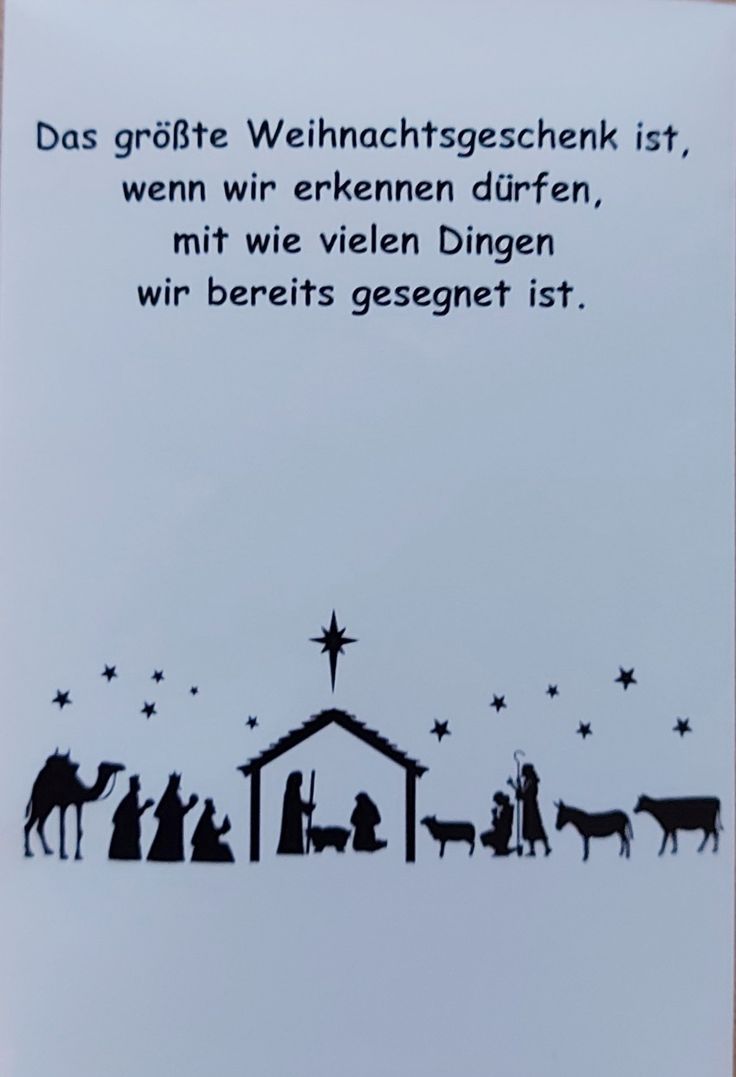 Das größte Weihnachtsgeschenk ist,
wenn wir erkennen dürfen,
mit wie vielen Dingen
wir bereits gesegnet ist.